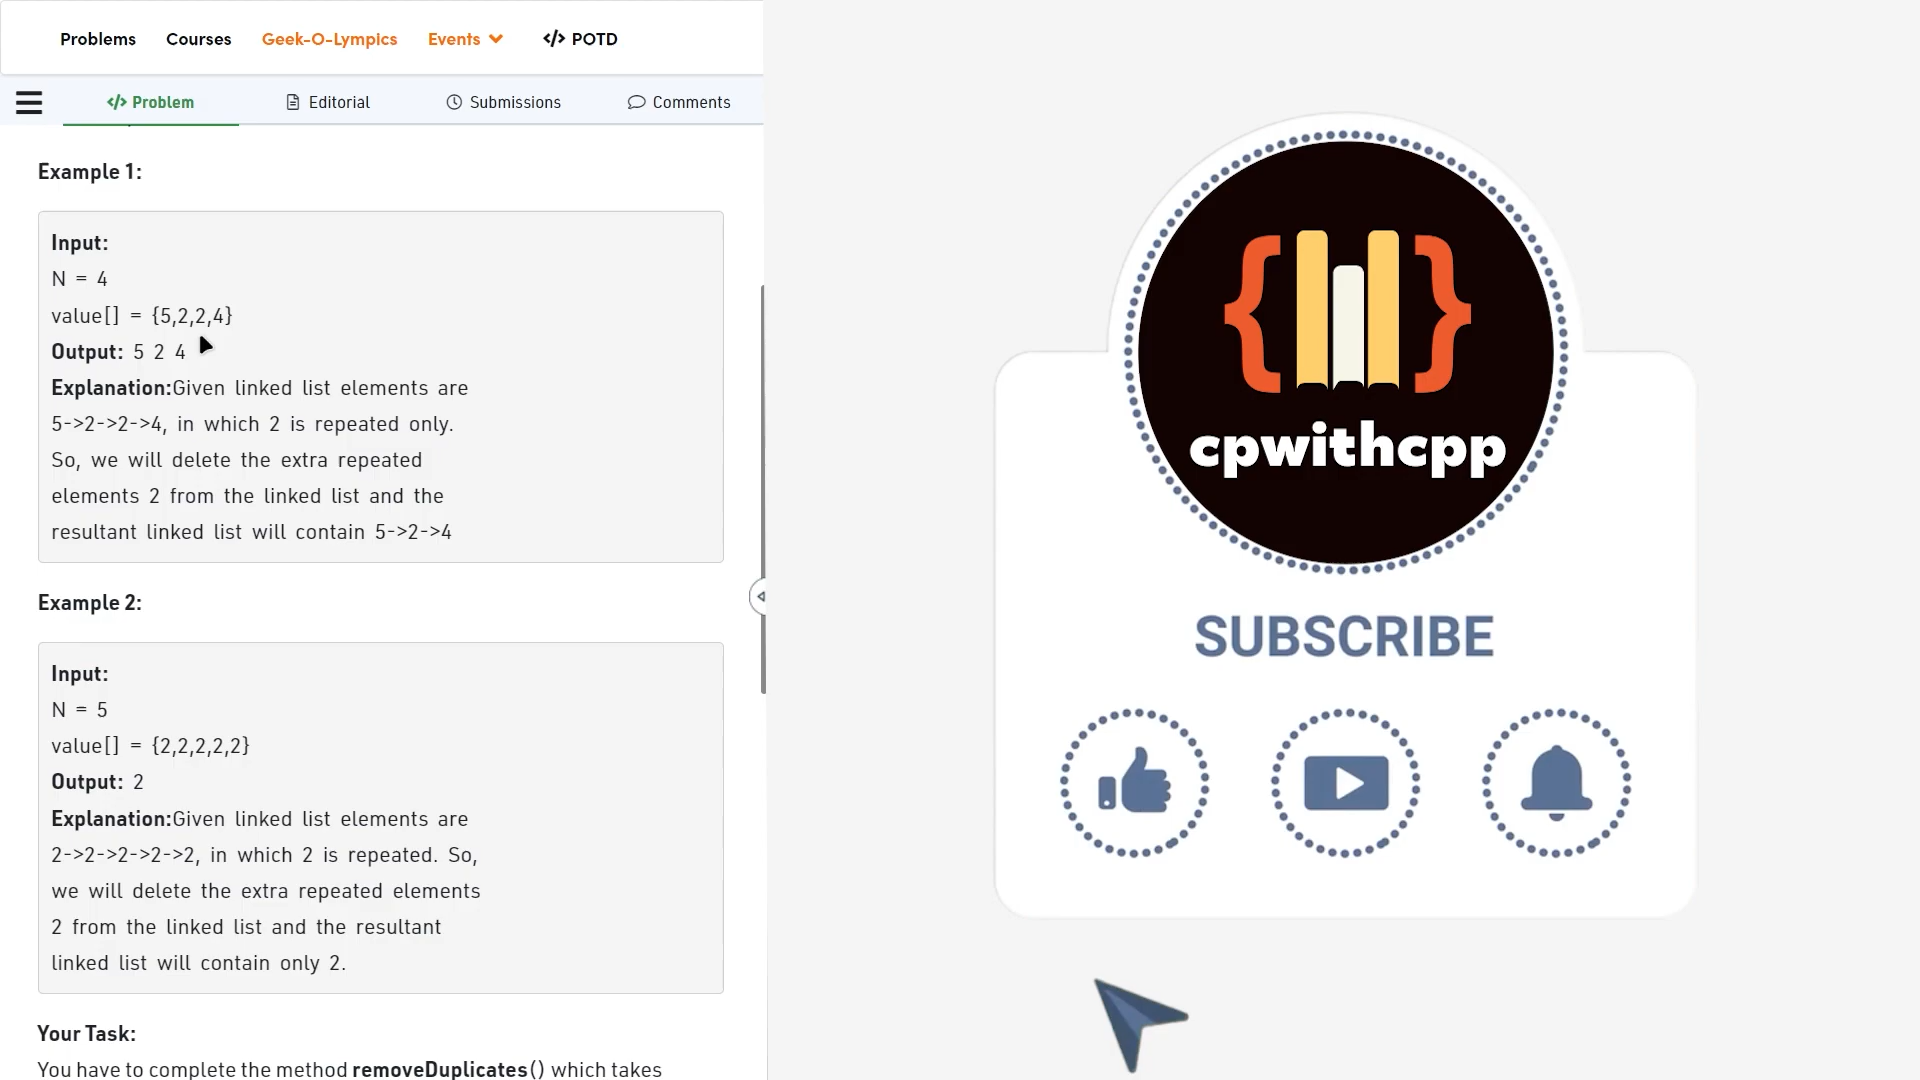 Problems Courses Geek-O-Lympics Events </> POTD
</> Problem Editorial Submissions Comments
Example 1:
Input:
N = 4
value[] = {5,2,2,4}
Output: 5 2 4
Explanation:Given linked list elements are
5->2->2->4, in which 2 is repeated only.
So, we will delete the extra repeated
elements 2 from the linked list and the
resultant linked list will contain 5->2->4
Example 2:
Input:
N = 5
value[] = {2,2,2,2,2}
Output: 2
Explanation:Given linked list elements are
2->2->2->2->2, in which 2 is repeated. So,
we will delete the extra repeated elements
2 from the linked list and the resultant
linked list will contain only 2.
Your Task:
You have to complete the method removeDuplicates() which takes
cpwithcpp
SUBSCRIBE